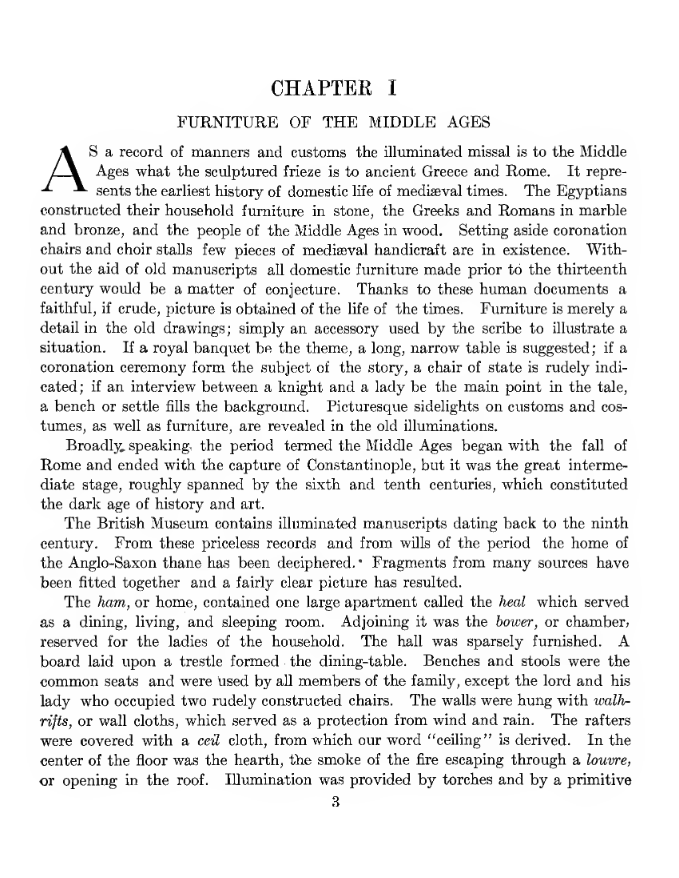 CHAPTER I
FURNITURE OF THE MIDDLE AGES
AS a record of manners and customs the illuminated missal is to the Middle
Ages what the sculptured frieze is to ancient Greece and Rome. It repre-
sents the earliest history of domestic life of mediæval times. The Egyptians
constructed their household furniture in stone, the Greeks and Romans in marble
and bronze, and the people of the Middle Ages in wood. Setting aside coronation
chairs and choir stalls few pieces of mediæval handicraft are in existence. With-
out the aid of old manuscripts all domestic furniture made prior to the thirteenth
century would be a matter of conjecture. Thanks to these human documents a
faithful, if crude, picture is obtained of the life of the times. Furniture is merely a
detail in the old drawings; simply an accessory used by the scribe to illustrate a
situation. If a royal banquet be the theme, a long, narrow table is suggested; if a
coronation ceremony form the subject of the story, a chair of state is rudely indi-
cated; if an interview between a knight and a lady be the main point in the tale,
a bench or settle fills the background. Picturesque sidelights on customs and cos-
tumes, as well as furniture, are revealed in the old illuminations.
Broadly speaking, the period termed the Middle Ages began with the fall of
Rome and ended with the capture of Constantinople, but it was the great interme-
diate stage, roughly spanned by the sixth and tenth centuries, which constituted
the dark age of history and art.
The British Museum contains illuminated manuscripts dating back to the ninth
century. From these priceless records and from wills of the period the home of
the Anglo-Saxon thane has been deciphered. Fragments from many sources have
been fitted together and a fairly clear picture has resulted.
The ham, or home, contained one large apartment called the heal which served
as a dining, living, and sleeping room. Adjoining it was the bower, or chamber,
reserved for the ladies of the household. The hall was sparsely furnished. A
board laid upon a trestle formed the dining-table. Benches and stools were the
common seats and were used by all members of the family, except the lord and his
lady who occupied two rudely constructed chairs. The walls were hung with walh-
rifts, or wall cloths, which served as a protection from wind and rain. The rafters
were covered with a ceil cloth, from which our word "ceiling" is derived. In the
center of the floor was the hearth, the smoke of the fire escaping through a louvre,
or opening in the roof. Illumination was provided by torches and by a primitive
3